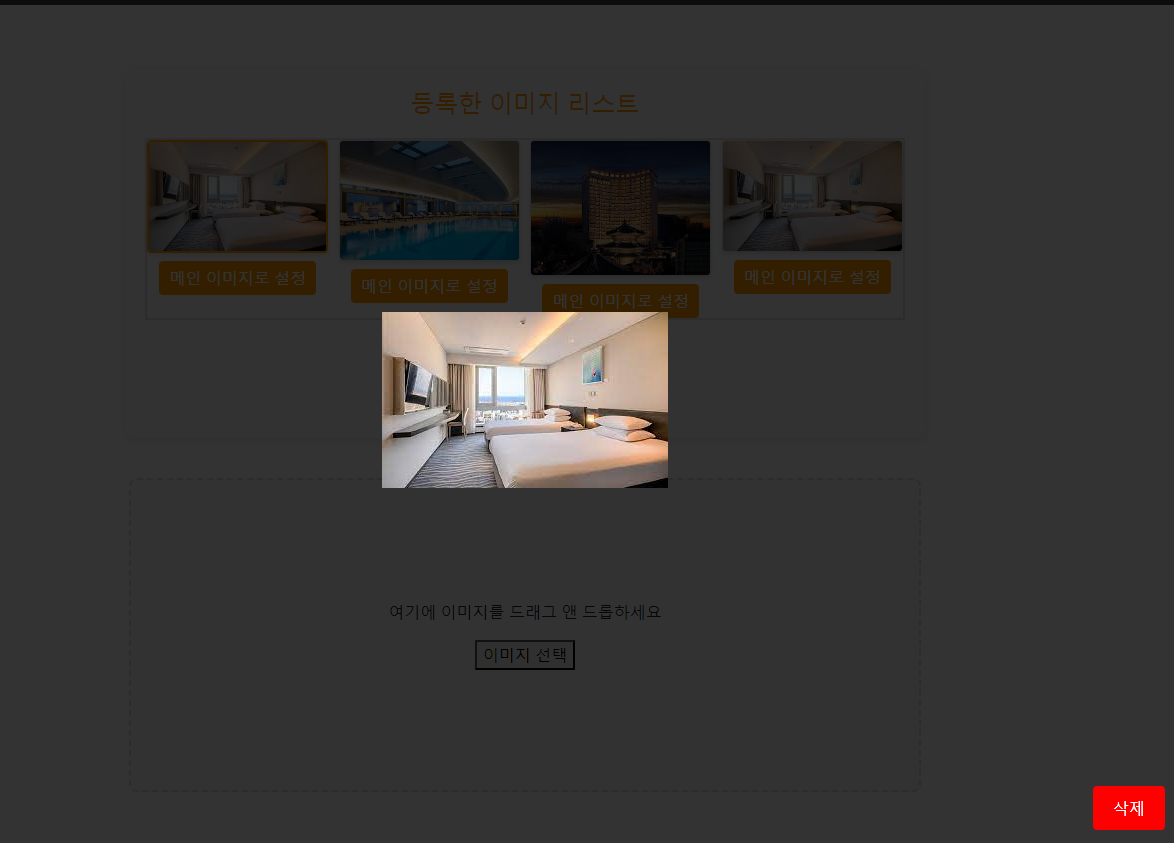 등록한 이미지 리스트
메인 이미지로 설정
메인 이미지로 설정
메인 이미지로 설정
메인 이미지로 설정
여기에 이미지를 드래그 앤 드롭하세요
이미지 선택
삭제